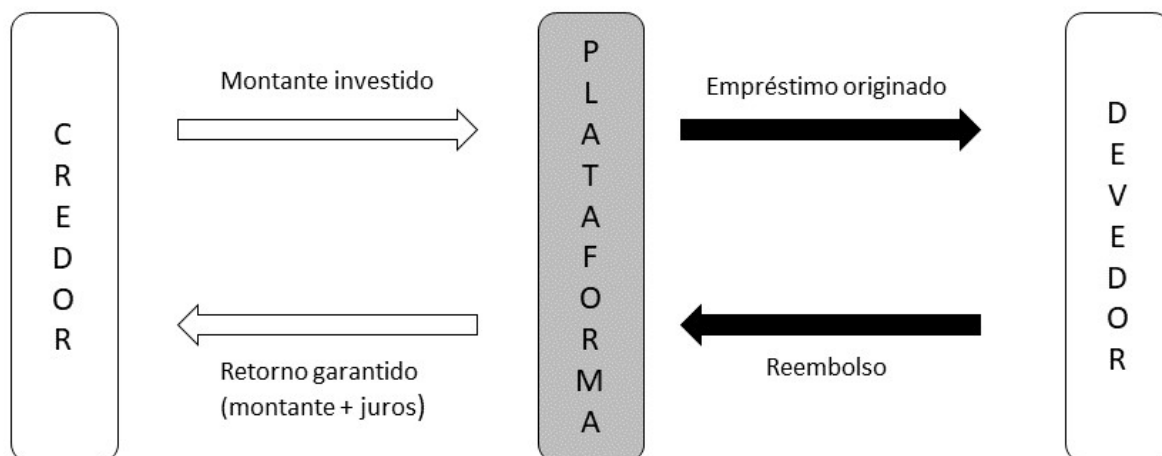 CREDOR
Montante investido
PLATAFORMA
Empréstimo originado
DEVEDOR
Retorno garantido
(montante + juros)
Reembolso